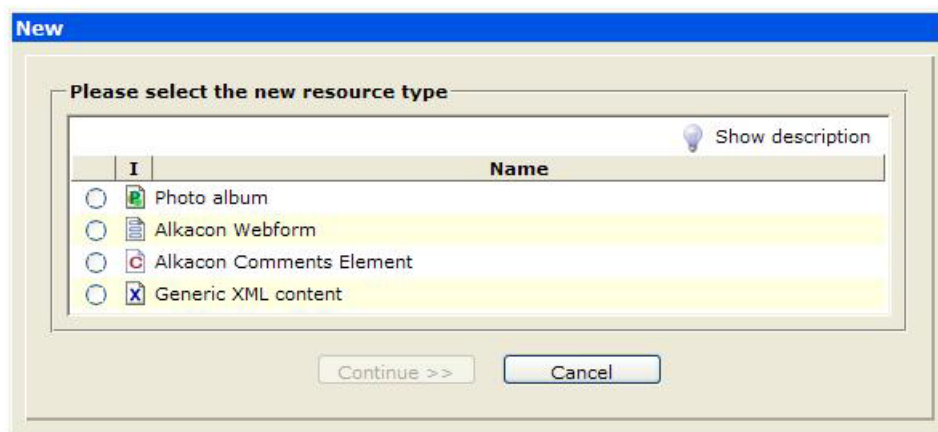 New
Please select the new resource type
Show description
I Name
Photo album
Alkacon Webform
C Alkacon Comments Element
X Generic XML content
Continue >> Cancel